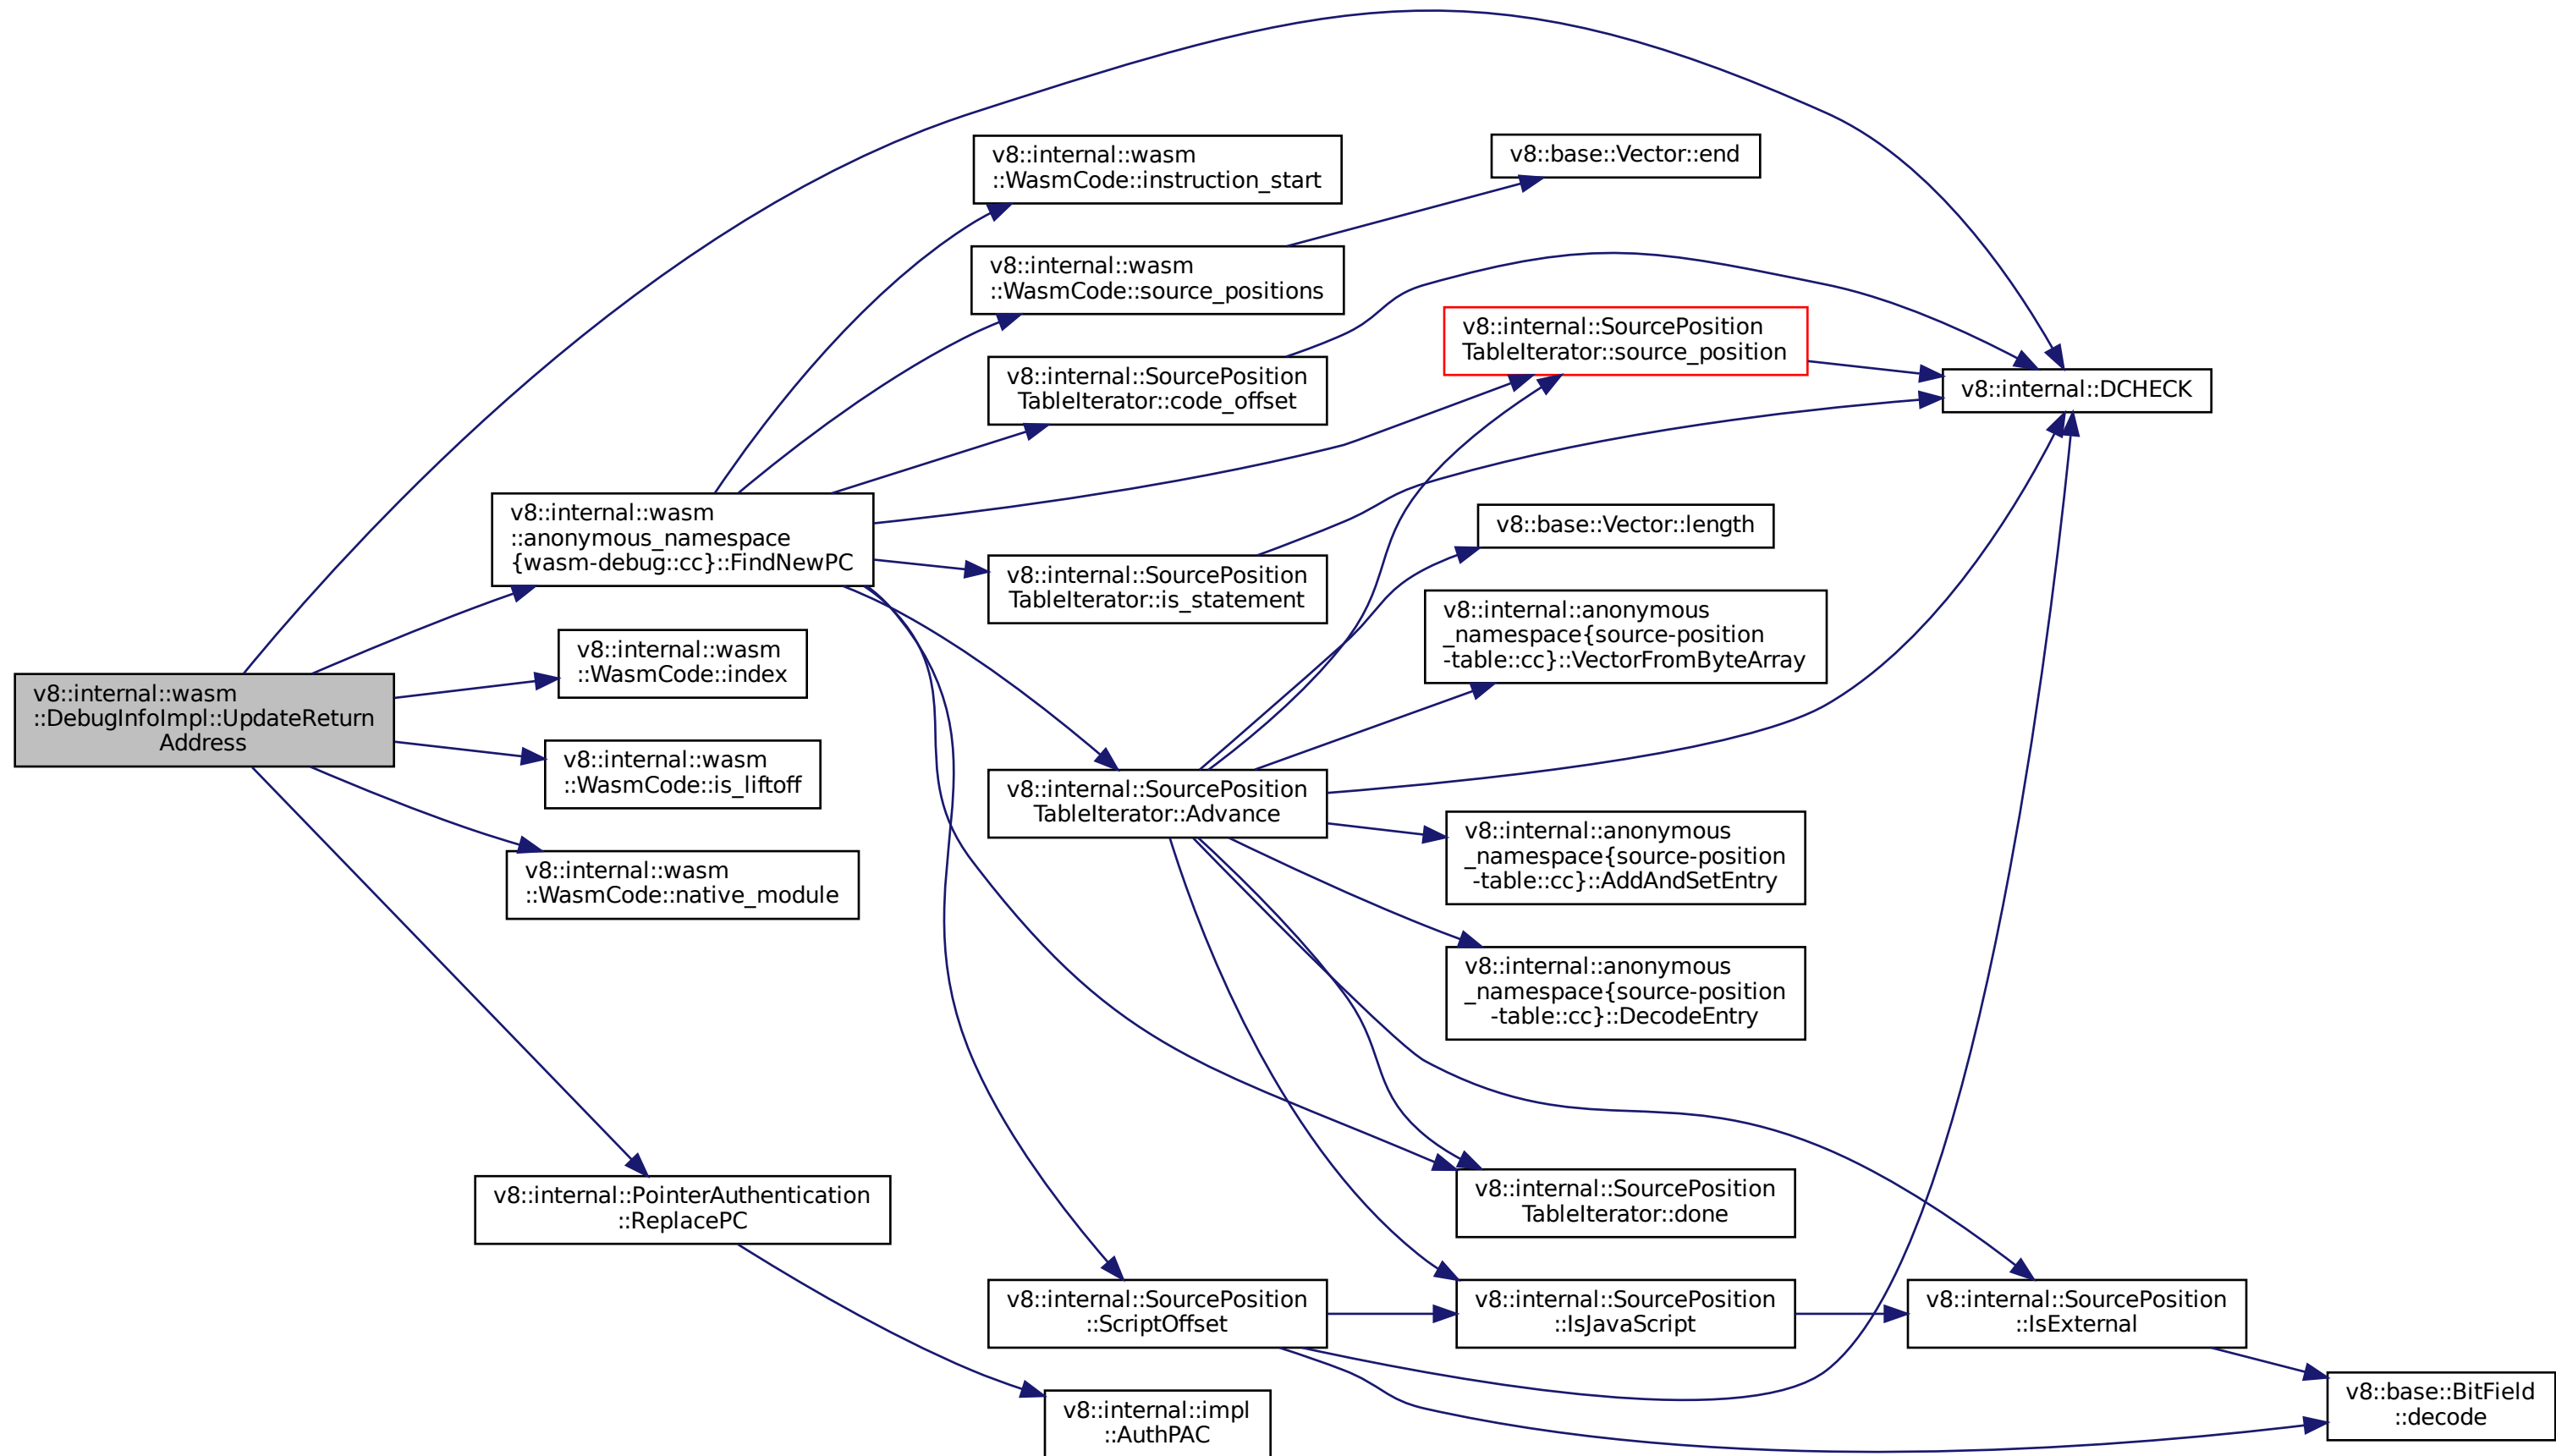 v8::internal::wasm
::DebugInfoImpl::UpdateReturn
Address
v8::internal::wasm
::anonymous_namespace
{wasm-debug::cc}::FindNewPC
v8::internal::wasm
::WasmCode::index
v8::internal::wasm
::WasmCode::is_liftoff
v8::internal::wasm
::WasmCode::native_module
v8::internal::PointerAuthentication
::ReplacePC
v8::internal::wasm
::WasmCode::instruction_start
v8::internal::wasm
::WasmCode::source_positions
v8::internal::SourcePosition
TableIterator::code_offset
v8::internal::SourcePosition
TableIterator::is_statement
v8::internal::SourcePosition
TableIterator::Advance
v8::internal::SourcePosition
::ScriptOffset
v8::internal::impl
::AuthPAC
v8::base::Vector::end
v8::internal::SourcePosition
TableIterator::source_position
v8::base::Vector::length
v8::internal::anonymous
_namespace{source-position
-table::cc}::VectorFromByteArray
v8::internal::anonymous
_namespace{source-position
-table::cc}::AddAndSetEntry
v8::internal::anonymous
_namespace{source-position
-table::cc}::DecodeEntry
v8::internal::SourcePosition
TableIterator::done
v8::internal::SourcePosition
::IsJavaScript
v8::internal::DCHECK
v8::internal::SourcePosition
::IsExternal
v8::base::BitField
::decode